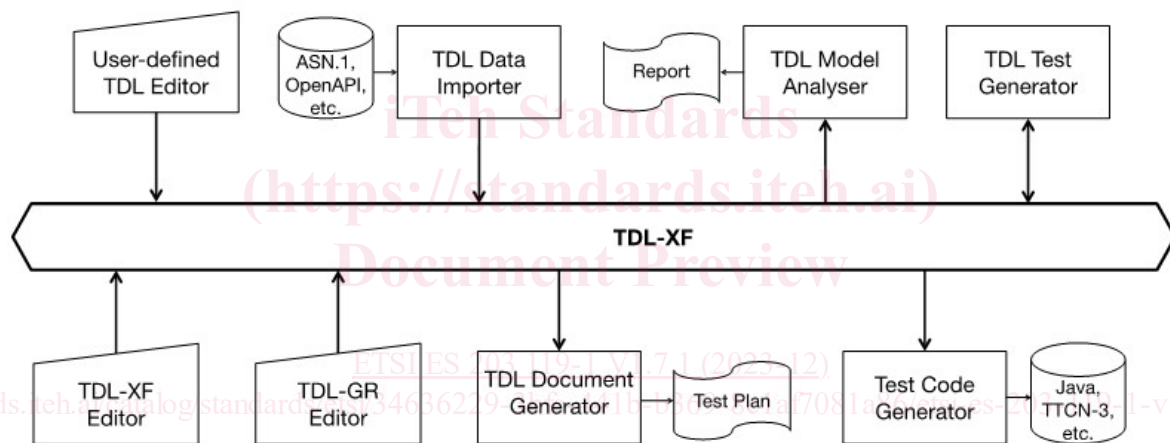 User-defined
TDL Editor
ASN.1,
OpenAPI,
etc.
TDL Data
Importer
Report
TDL Model
Analyser
TDL Test
Generator
iTeh Standards
(https://standards.iteh.ai)
TDL-XF
Document Preview
ETSI ES 203 119-1 V1.7.1 (2023-12)
TDL-XF
Editor
TDL-GR
Editor
TDL Document
Generator
Test Plan
Test Code
Generator
Java,
TTCN-3,
etc.